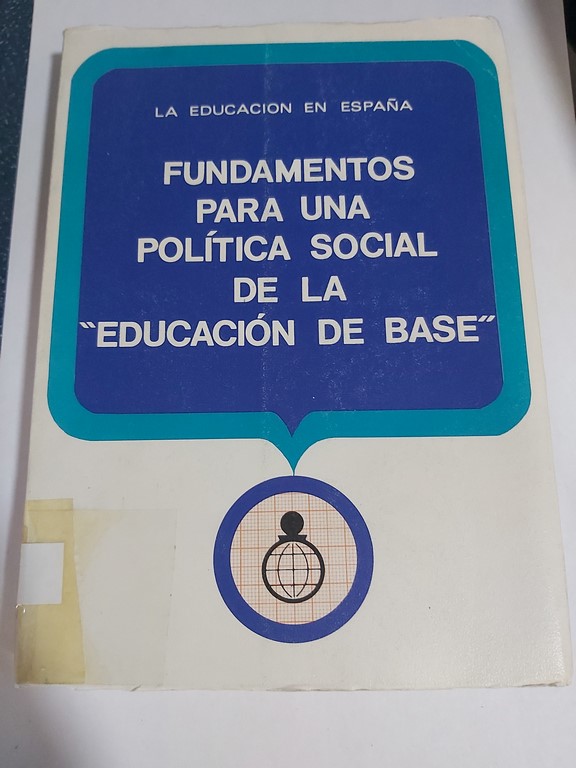 LA EDUCACION EN ESPAÑA
FUNDAMENTOS
PARA UNA
POLÍTICA SOCIAL
DE LA
"EDUCACIÓN DE BASE"